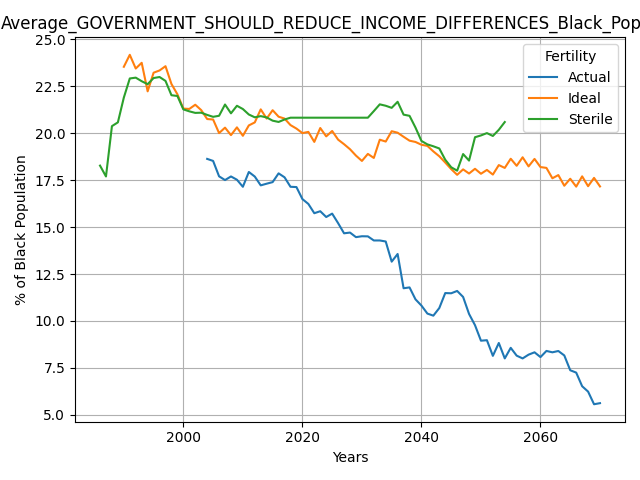 Average_GOVERNMENT_SHOULD_REDUCE_INCOME_DIFFERENCES_Black_Pop
25.0
22.5
20.0
17.5
15.0
12.5
10.0
7.5
5.0
% of Black Population
Fertility
Actual
Ideal
Sterile
2000
2020
2040
2060
Years